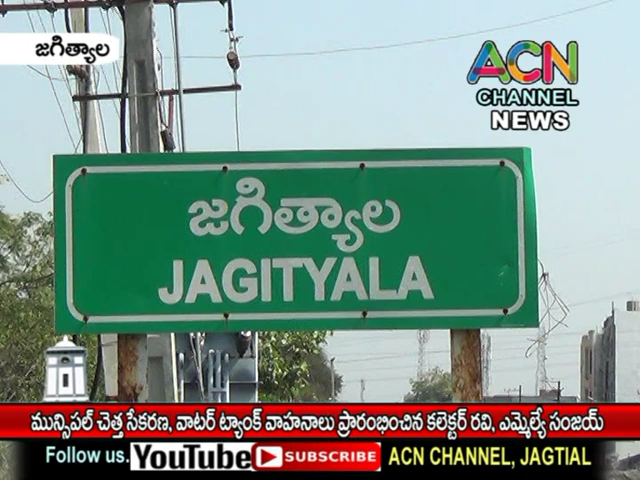 జగిత్యాల
ACN
CHANNEL
NEWS
జగిత్యాల
JAGITYALA
మున్సిపల్ చెత్త సేకరణ, వాటర్ ట్యాంక్ వాహనాలు ప్రారంభించిన కలెక్టర్ రవి, ఎమ్మెల్యే సంజయ్
Follow us. YouTube SUBSCRIBE ACN CHANNEL, JAGTIAL